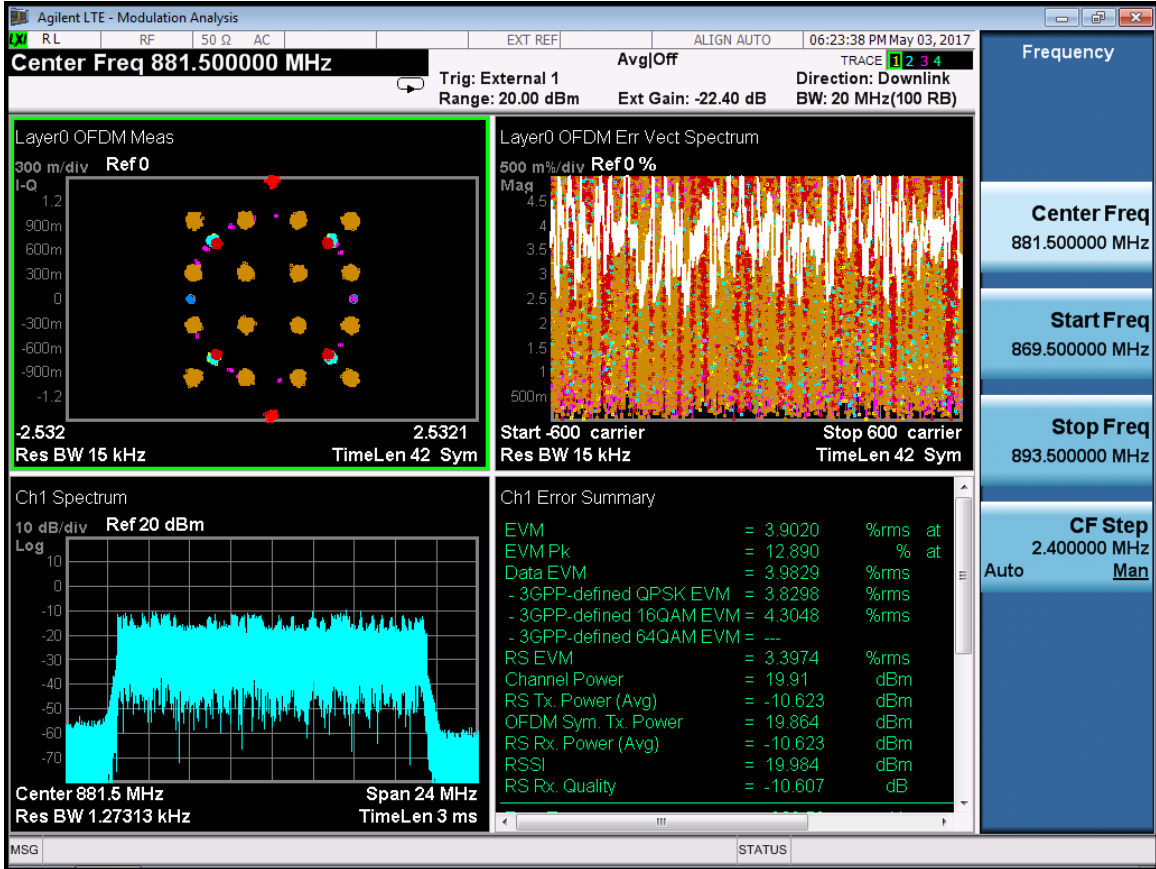 Agilent LTE - Modulation Analysis
LXI RL RF 50 Ω AC EXT REF ALIGN AUTO 06:23:38 PM May 03, 2017
Center Freq 881.500000 MHz
Avg|Off
TRACE 1 2 3 4
Trig: External 1 Direction: Downlink
Range: 20.00 dBm Ext Gain: -22.40 dB BW: 20 MHz(100 RB)
Layer0 OFDM Meas
300 m/div Ref 0
I-Q
1.2
900m
600m
300m
0
-300m
-600m
-900m
-1.2
-2.532 2.5321
Res BW 15 kHz TimeLen 42 Sym
Layer0 OFDM Err Vect Spectrum
500 m%/div Ref 0 %
Mag
4.5
4
3.5
3
2.5
2
1.5
1
500m
Start -600 carrier Stop 600 carrier
Res BW 15 kHz TimeLen 42 Sym
Ch1 Spectrum
10 dB/div Ref 20 dBm
Log
10
0
-10
-20
-30
-40
-50
-60
-70
Center 881.5 MHz Span 24 MHz
Res BW 1.27313 kHz TimeLen 3 ms
Ch1 Error Summary
EVM = 3.9020 %rms at
EVM Pk = 12.890 % at
Data EVM = 3.9829 %rms
- 3GPP-defined QPSK EVM = 3.8298 %rms
- 3GPP-defined 16QAM EVM = 4.3048 %rms
- 3GPP-defined 64QAM EVM = ---
RS EVM = 3.3974 %rms
Channel Power = 19.91 dBm
RS Tx. Power (Avg) = -10.623 dBm
OFDM Sym. Tx. Power = 19.864 dBm
RS Rx. Power (Avg) = -10.623 dBm
RSSI = 19.984 dBm
RS Rx. Quality = -10.607 dB
Frequency
Center Freq
881.500000 MHz
Start Freq
869.500000 MHz
Stop Freq
893.500000 MHz
CF Step
2.400000 MHz
Auto Man
MSG STATUS